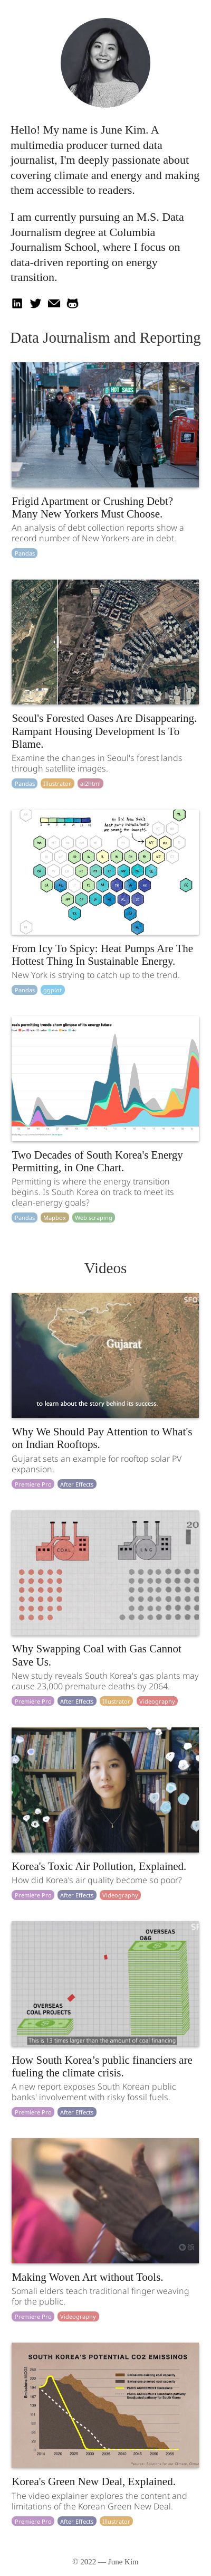 Hello! My name is June Kim. A
multimedia producer turned data
journalist, I'm deeply passionate about
covering climate and energy and making
them accessible to readers.
I am currently pursuing an M.S. Data
Journalism degree at Columbia
Journalism School, where I focus on
data-driven reporting on energy
transition.
Data Journalism and Reporting
Frigid Apartment or Crushing Debt?
Many New Yorkers Must Choose.
An analysis of debt collection reports show a
record number of New Yorkers are in debt.
Pandas
Seoul's Forested Oases Are Disappearing.
Rampant Housing Development Is To
Blame.
Examine the changes in Seoul's forest lands
through satellite images.
Pandas Illustrator ai2html
From Icy To Spicy: Heat Pumps Are The
Hottest Thing In Sustainable Energy.
New York is strying to catch up to the trend.
Pandas ggplot
rea's permitting trends show glimpse of its energy future
Two Decades of South Korea's Energy
Permitting, in One Chart.
Permitting is where the energy transition
begins. Is South Korea on track to meet its
clean-energy goals?
Pandas Mapbox Web scraping
Videos
SFO
Gujarat
to learn about the story behind its success.
Why We Should Pay Attention to What's
on Indian Rooftops.
Gujarat sets an example for rooftop solar PV
expansion.
Premiere Pro After Effects
20
COAL
LNG
Why Swapping Coal with Gas Cannot
Save Us.
New study reveals South Korea's gas plants may
cause 23,000 premature deaths by 2064.
Premiere Pro After Effects Illustrator Videography
Korea's Toxic Air Pollution, Explained.
How did Korea's air quality become so poor?
Premiere Pro After Effects Videography
OVERSEAS
O&G
OVERSEAS
COAL PROJECTS
This is 13 times larger than the amount of coal financing
How South Korea’s public financiers are
fueling the climate crisis.
A new report exposes South Korean public
banks' involvement with risky fossil fuels.
Premiere Pro After Effects
Making Woven Art without Tools.
Somali elders teach traditional finger weaving
for the public.
Premiere Pro Videography
SOUTH KOREA'S POTENTIAL CO2 EMISSINOS
Korea's Green New Deal, Explained.
The video explainer explores the content and
limitations of the Korean Green New Deal.
Premiere Pro After Effects Illustrator
© 2022 — June Kim